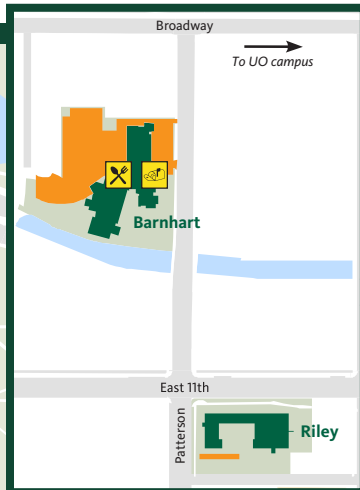 Broadway
To UO campus
Barnhart
East 11th
Patterson
Riley